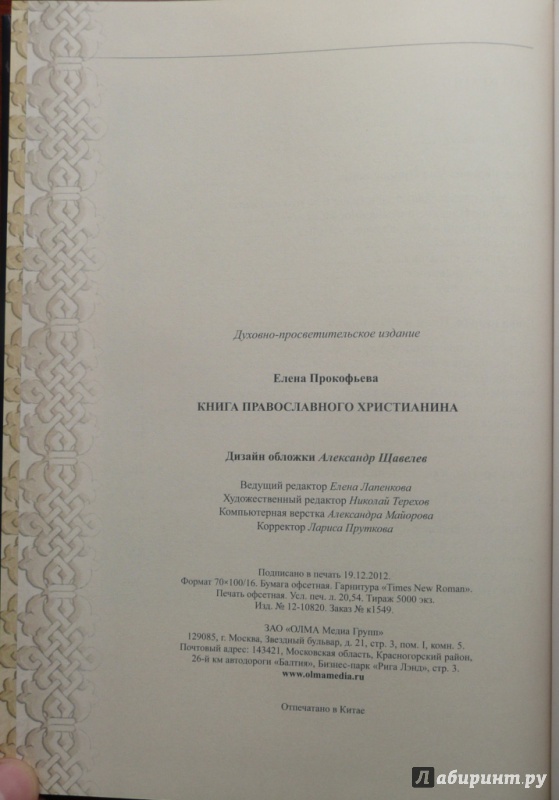 Духовно-просветительское издание
Елена Прокофьева
КНИГА ПРАВОСЛАВНОГО ХРИСТИАНИНА
Дизайн обложки Александр Щавелев
Ведущий редактор Елена Лапенкова
Художественный редактор Николай Терехов
Компьютерная верстка Александра Майорова
Корректор Лариса Пруткова
Подписано в печать 19.12.2012.
Формат 70×100/16. Бумага офсетная. Гарнитура «Times New Roman».
Печать офсетная. Усл. печ. л. 20,54. Тираж 5000 экз.
Изд. № 12-10820. Заказ № к1549.
ЗАО «ОЛМА Медиа Групп»
129085, г. Москва, Звездный бульвар, д. 21, стр. 3, пом. I, комн. 5.
Почтовый адрес: 143421, Московская область, Красногорский район,
26-й км автодороги «Балтия», Бизнес-парк «Рига Лэнд», стр. 3.
www.olmamedia.ru
Отпечатано в Китае
Лабиринт.ру